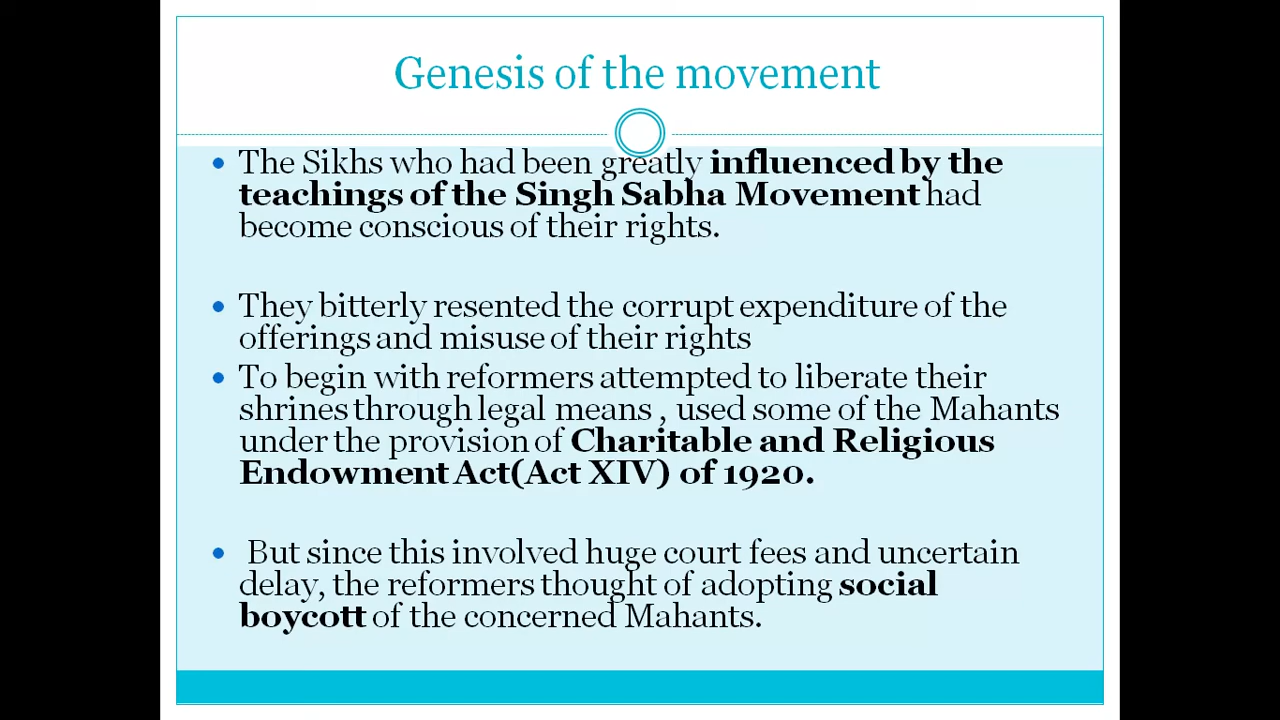 Genesis of the movement
• The Sikhs who had been greatly influenced by the
teachings of the Singh Sabha Movement had
become conscious of their rights.
• They bitterly resented the corrupt expenditure of the
offerings and misuse of their rights
• To begin with reformers attempted to liberate their
shrines through legal means , used some of the Mahants
under the provision of Charitable and Religious
Endowment Act(Act XIV) of 1920.
• But since this involved huge court fees and uncertain
delay, the reformers thought of adopting social
boycott of the concerned Mahants.